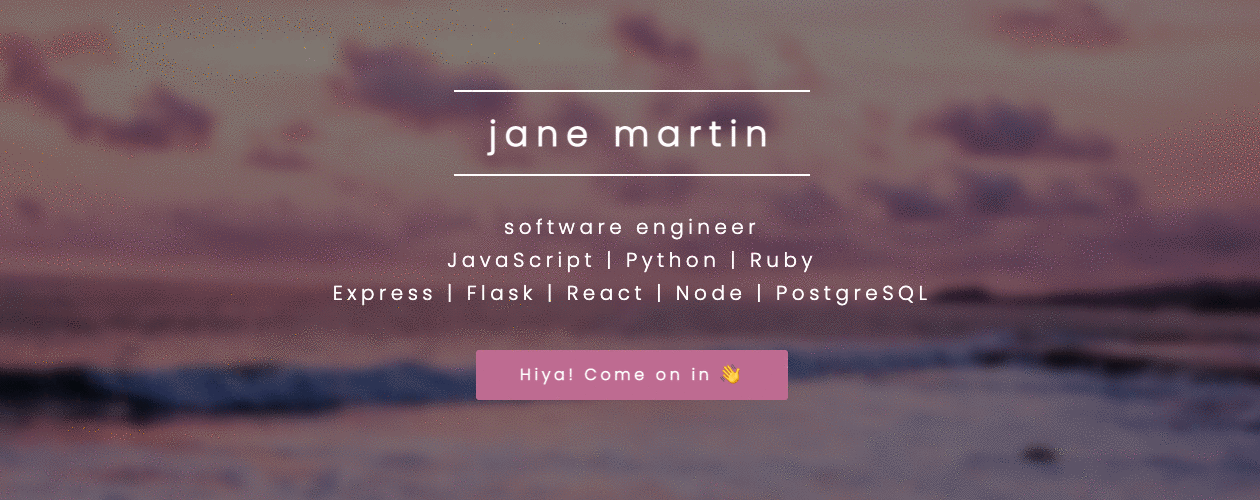 jane martin
software engineer
JavaScript | Python | Ruby
Express | Flask | React | Node | PostgreSQL
Hiya! Come on in 👋